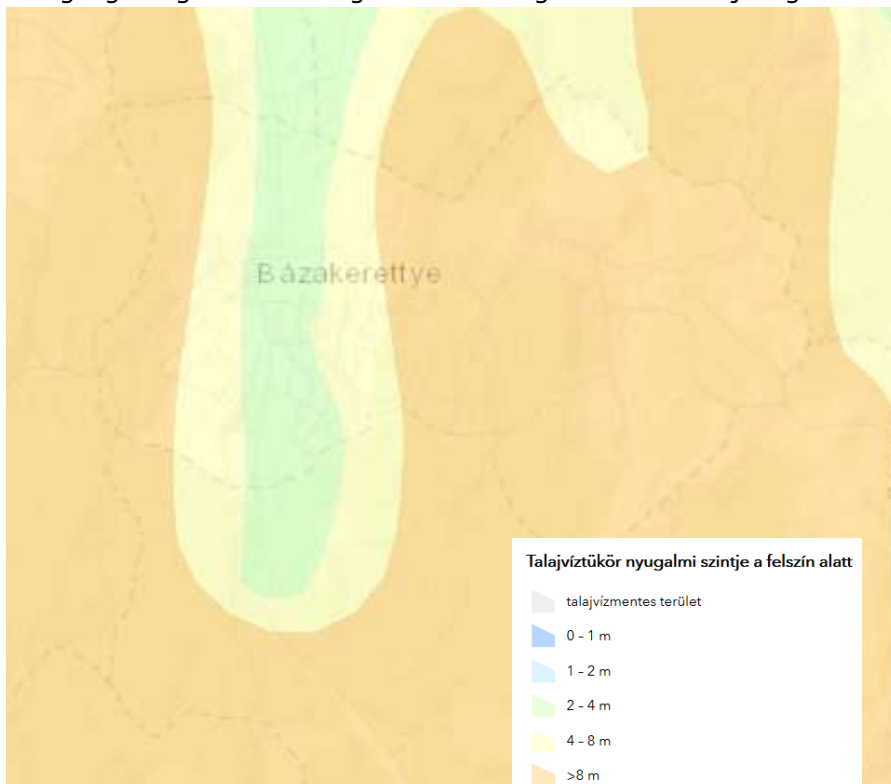 Bázakerettye
Talajvíztükör nyugalmi szintje a felszín alatt
talajvízmentes terület
0 - 1 m
1 - 2 m
2 - 4 m
4 - 8 m
>8 m